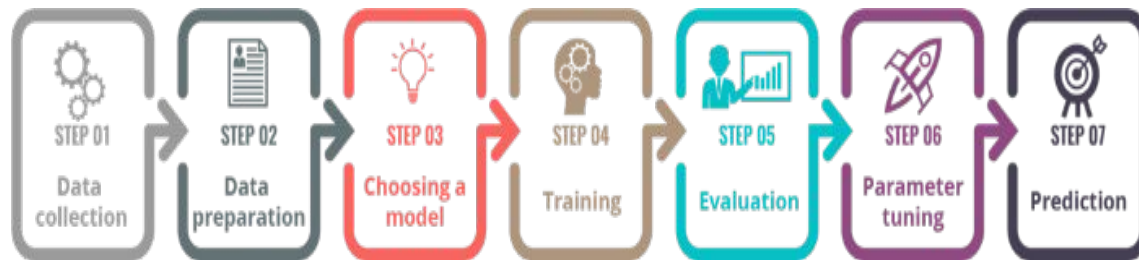 STEP 01
Data
collection
STEP 02
Data
preparation
STEP 03
Choosing a
model
STEP 04
Training
STEP 05
Evaluation
STEP 06
Parameter
tuning
STEP 07
Prediction